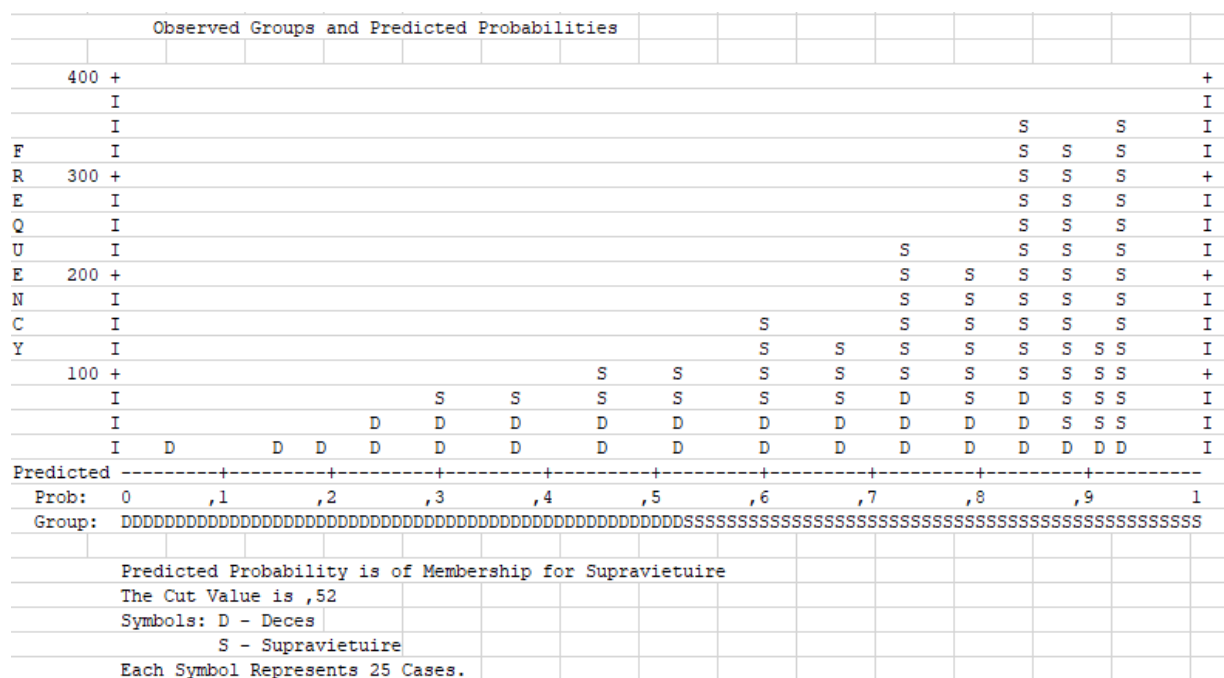 Observed Groups and Predicted Probabilities
400 + +
I I
I S S I
F I S S S I
R 300 + S S S +
E I S S S I
Q I S S S I
U I S S S S I
E 200 + S S S S S +
N I S S S S S I
C I S S S S S S I
Y I S S S S S S S S I
100 + S S S S S S S S S S +
I S S S S S S D S D S S S I
I D D D D D D D D D D S S S I
I D D D D D D D D D D D D D D D D I
Predicted ---------+---------+---------+---------+---------+---------+---------+---------+---------+----------
Prob: 0 ,1 ,2 ,3 ,4 ,5 ,6 ,7 ,8 ,9 1
Group: DDDDDDDDDDDDDDDDDDDDDDDDDDDDDDDDDDDDDDDDDDDDDDDDDDDDSSSSSSSSSSSSSSSSSSSSSSSSSSSSSSSSSSSSSSSSSSSSSSSS
Predicted Probability is of Membership for Supravietuire
The Cut Value is ,52
Symbols: D - Deces
S - Supravietuire
Each Symbol Represents 25 Cases.